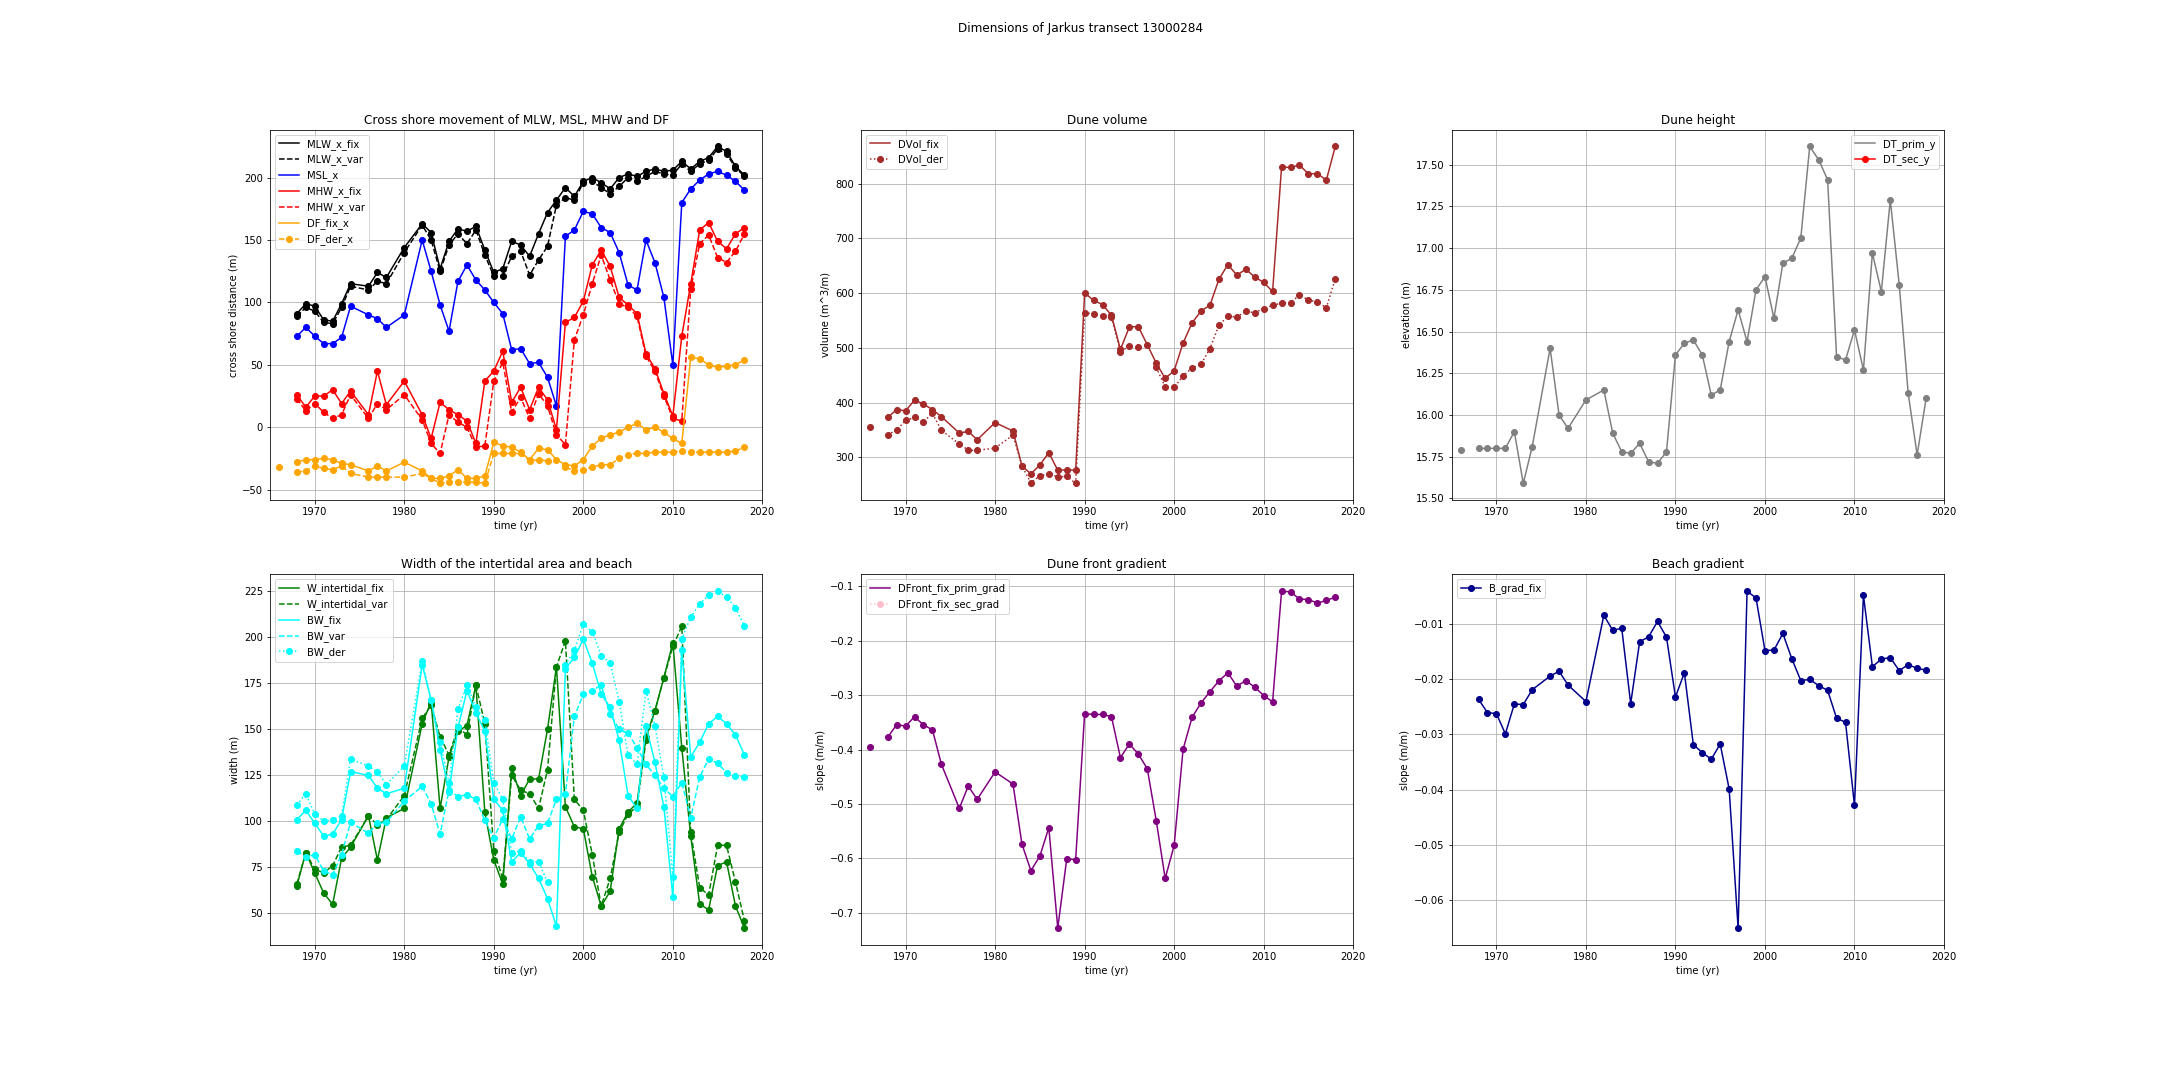 Dimensions of Jarkus transect 13000284
Cross shore movement of MLW, MSL, MHW and DF
MLW_x_fix
MLW_x_var
MSL_x
MHW_x_fix
MHW_x_var
DF_fix_x
DF_der_x
cross shore distance (m)
200
150
100
50
0
−50
1970 1980 1990 2000 2010 2020
time (yr)
Dune volume
DVol_fix
DVol_der
volume (m^3/m)
800
700
600
500
400
300
1970 1980 1990 2000 2010 2020
time (yr)
Dune height
DT_prim_y
DT_sec_y
elevation (m)
17.50
17.25
17.00
16.75
16.50
16.25
16.00
15.75
15.50
1970 1980 1990 2000 2010 2020
time (yr)
Width of the intertidal area and beach
W_intertidal_fix
W_intertidal_var
BW_fix
BW_var
BW_der
width (m)
225
200
175
150
125
100
75
50
1970 1980 1990 2000 2010 2020
time (yr)
Dune front gradient
DFront_fix_prim_grad
DFront_fix_sec_grad
slope (m/m)
−0.1
−0.2
−0.3
−0.4
−0.5
−0.6
−0.7
1970 1980 1990 2000 2010 2020
time (yr)
Beach gradient
B_grad_fix
slope (m/m)
−0.01
−0.02
−0.03
−0.04
−0.05
−0.06
1970 1980 1990 2000 2010 2020
time (yr)